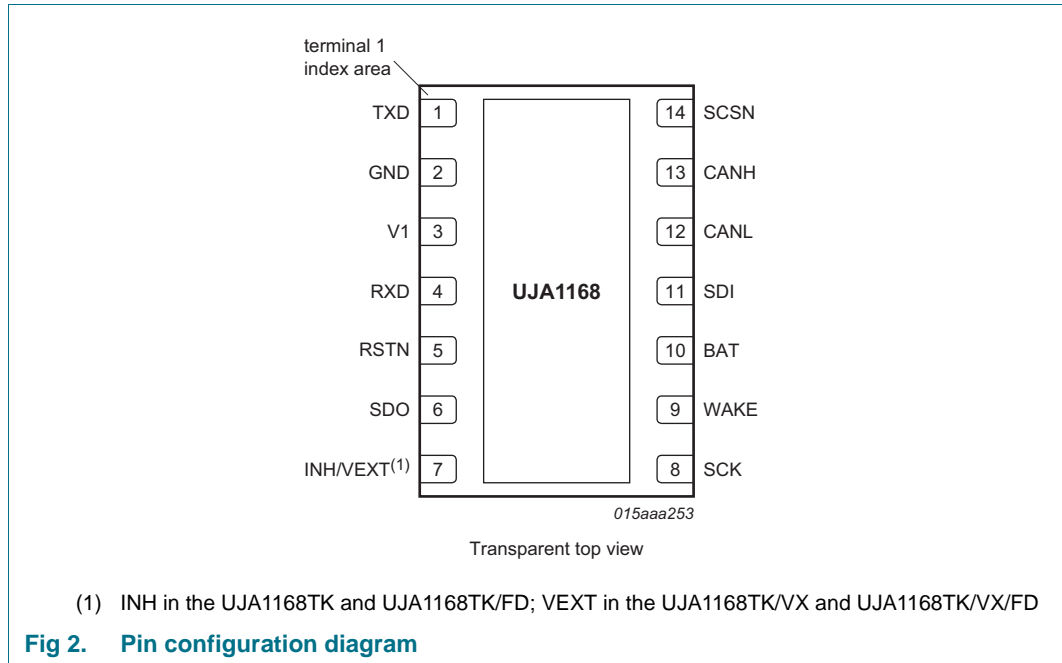 terminal 1
index area
TXD 1
GND 2
V1 3
RXD 4
RSTN 5
SDO 6
INH/VEXT(1) 7
UJA1168
14 SCSN
13 CANH
12 CANL
11 SDI
10 BAT
9 WAKE
8 SCK
015aaa253
Transparent top view
(1) INH in the UJA1168TK and UJA1168TK/FD; VEXT in the UJA1168TK/VX and UJA1168TK/VX/FD
Fig 2. Pin configuration diagram